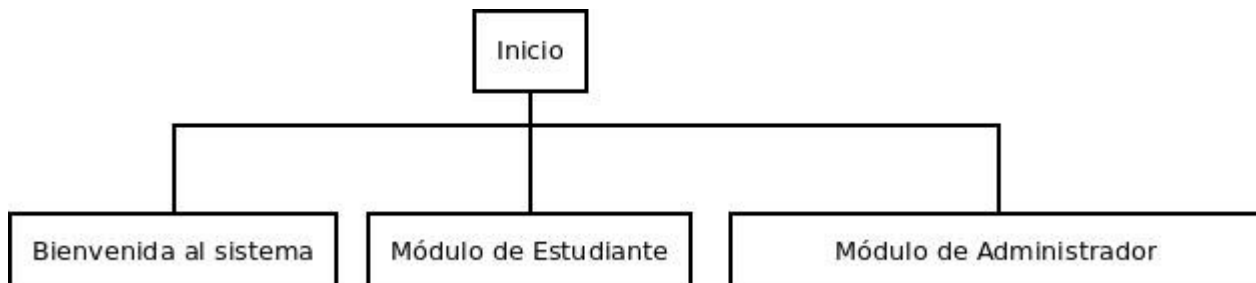 Inicio
Bienvenida al sistema
Módulo de Estudiante
Módulo de Administrador